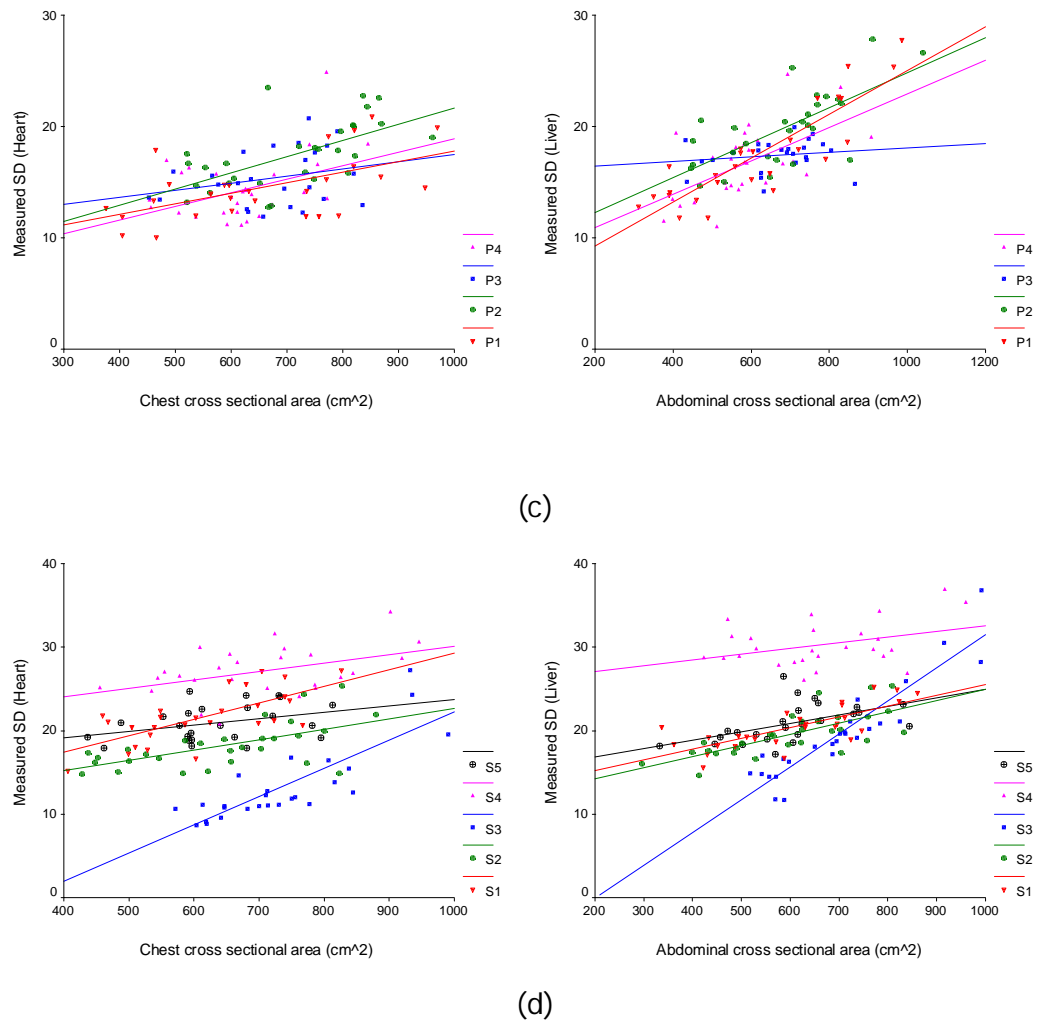 30
20
10
0
Measured SD (Heart)
300 400 500 600 700 800 900 1000
Chest cross sectional area (cm^2)
P4
P3
P2
P1
30
20
10
0
Measured SD (Liver)
200 400 600 800 1000 1200
Abdominal cross sectional area (cm^2)
P4
P3
P2
P1
(c)
40
30
20
10
0
Measured SD (Heart)
400 500 600 700 800 900 1000
Chest cross sectional area (cm^2)
S5
S4
S3
S2
S1
40
30
20
10
0
Measured SD (Liver)
200 300 400 500 600 700 800 900 1000
Abdominal cross sectional area (cm^2)
S5
S4
S3
S2
S1
(d)